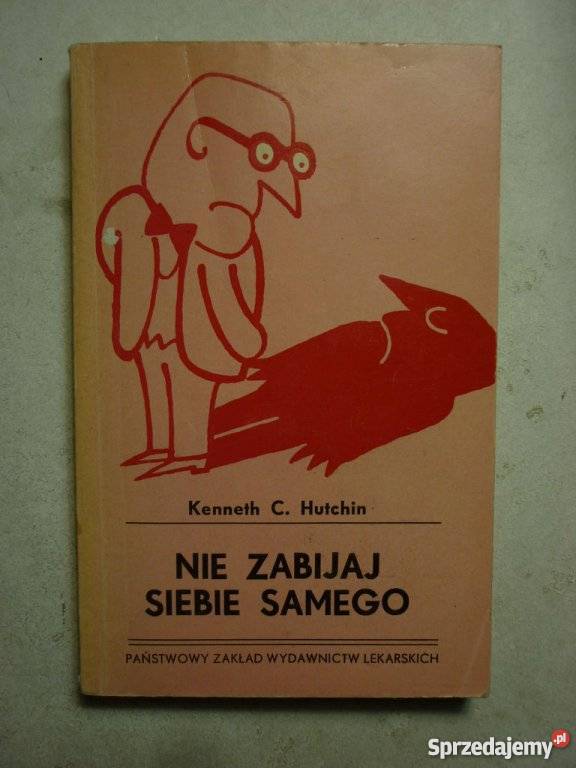 Kenneth C. Hutchin
NIE ZABIJAJ
SIEBIE SAMEGO
PAŃSTWOWY ZAKŁAD WYDAWNICTW LEKARSKICH
Sprzedajemy.pl